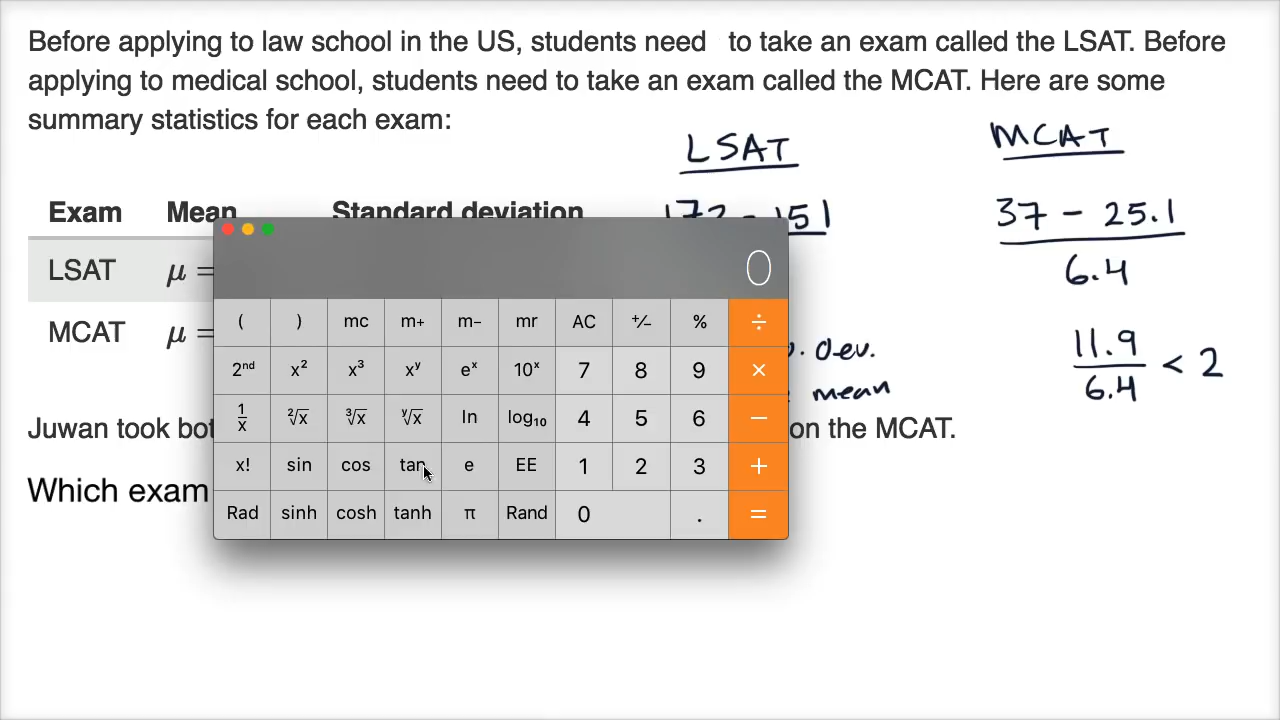 Before applying to law school in the US, students need to take an exam called the LSAT. Before
applying to medical school, students need to take an exam called the MCAT. Here are some
summary statistics for each exam:
LSAT
MCAT
Exam Mean Standard deviation
172 - 151
37 - 25.1
6.4
LSAT μ =
MCAT μ =
dev.
mean
11.9
6.4
< 2
Juwan took on the MCAT.
Which exam
0
( ) mc m+ m- mr AC +/- % ÷
2nd x² x³ xʸ eˣ 10ˣ 7 8 9 ×
1/x ²√x ³√x ʸ√x ln log₁₀ 4 5 6 −
x! sin cos tan e EE 1 2 3 +
Rad sinh cosh tanh π Rand 0 . =